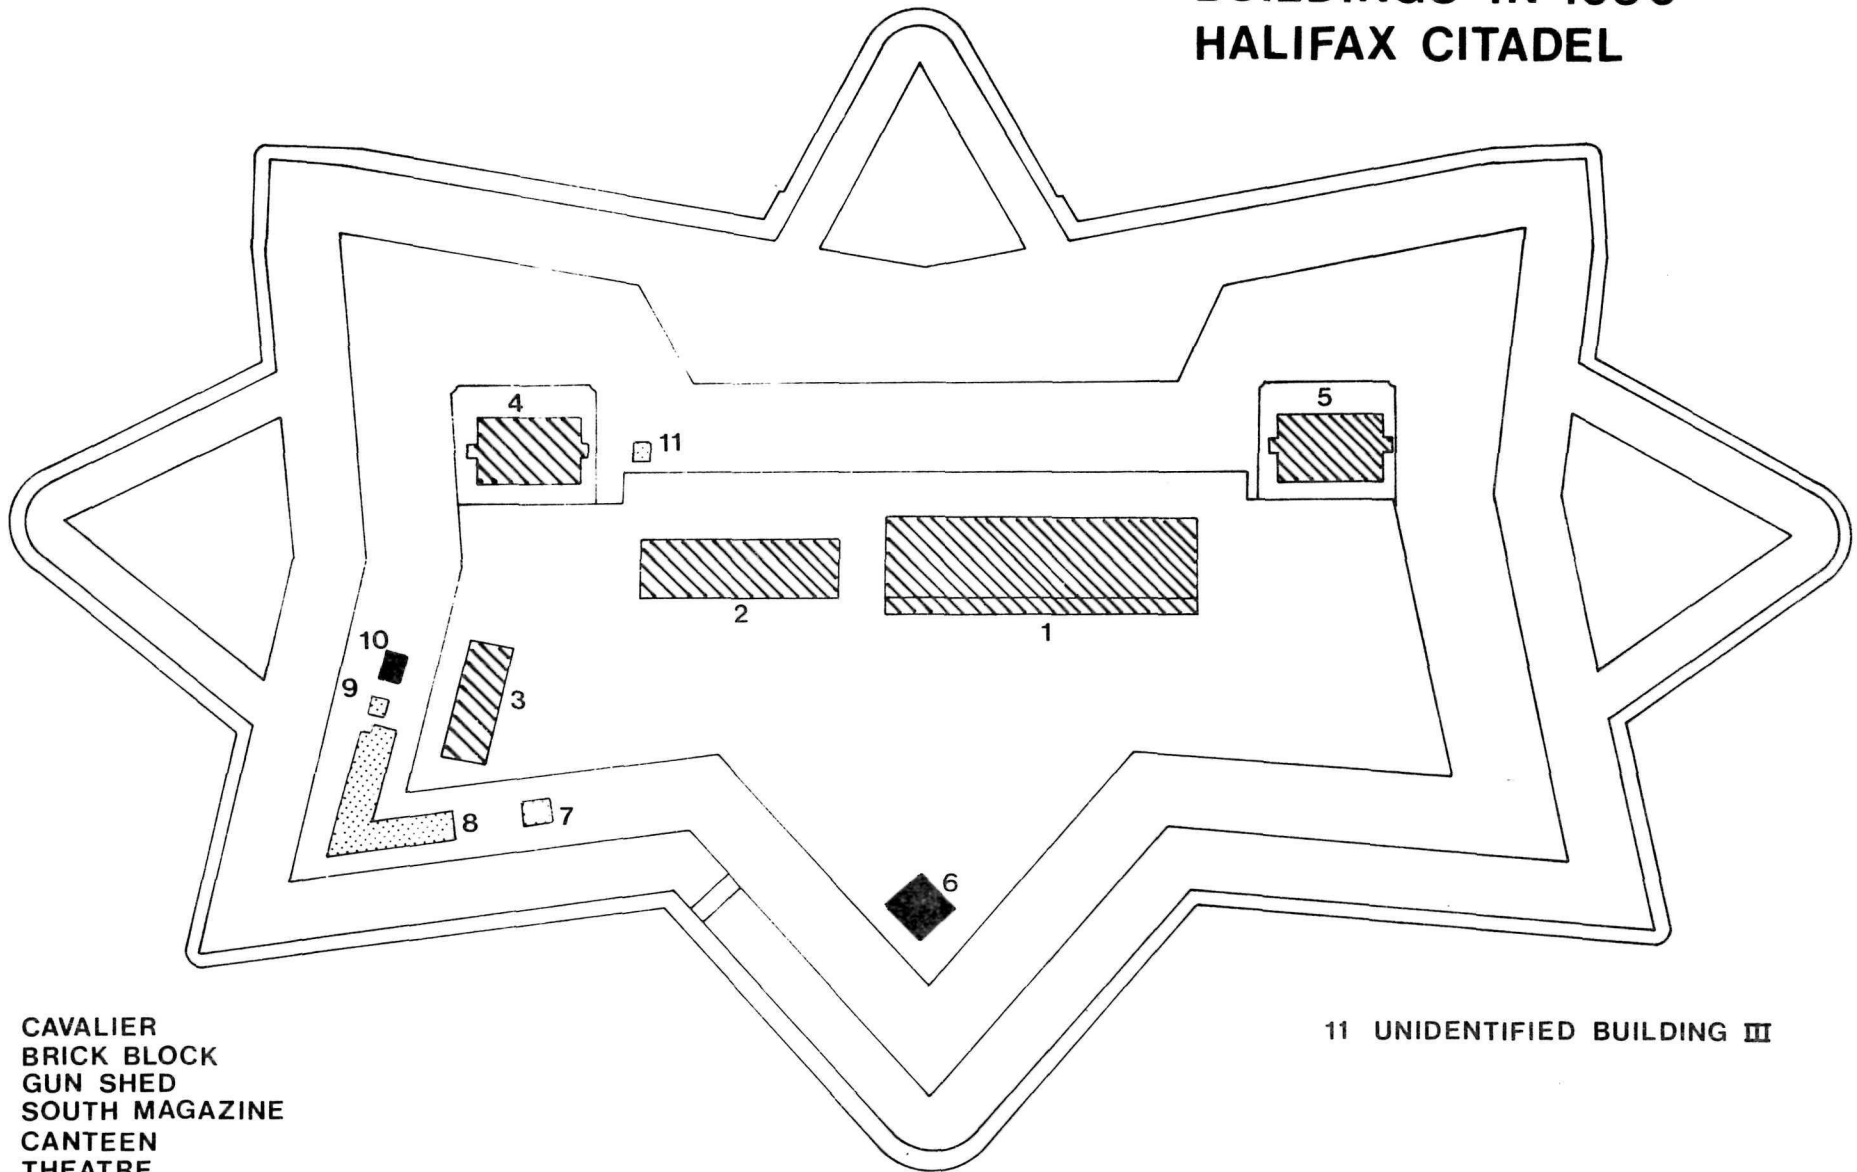 HALIFAX CITADEL
4
5
11
2
1
10
9
3
8
7
6
CAVALIER
BRICK BLOCK
GUN SHED
SOUTH MAGAZINE
CANTEEN
THEATRE
11 UNIDENTIFIED BUILDING III